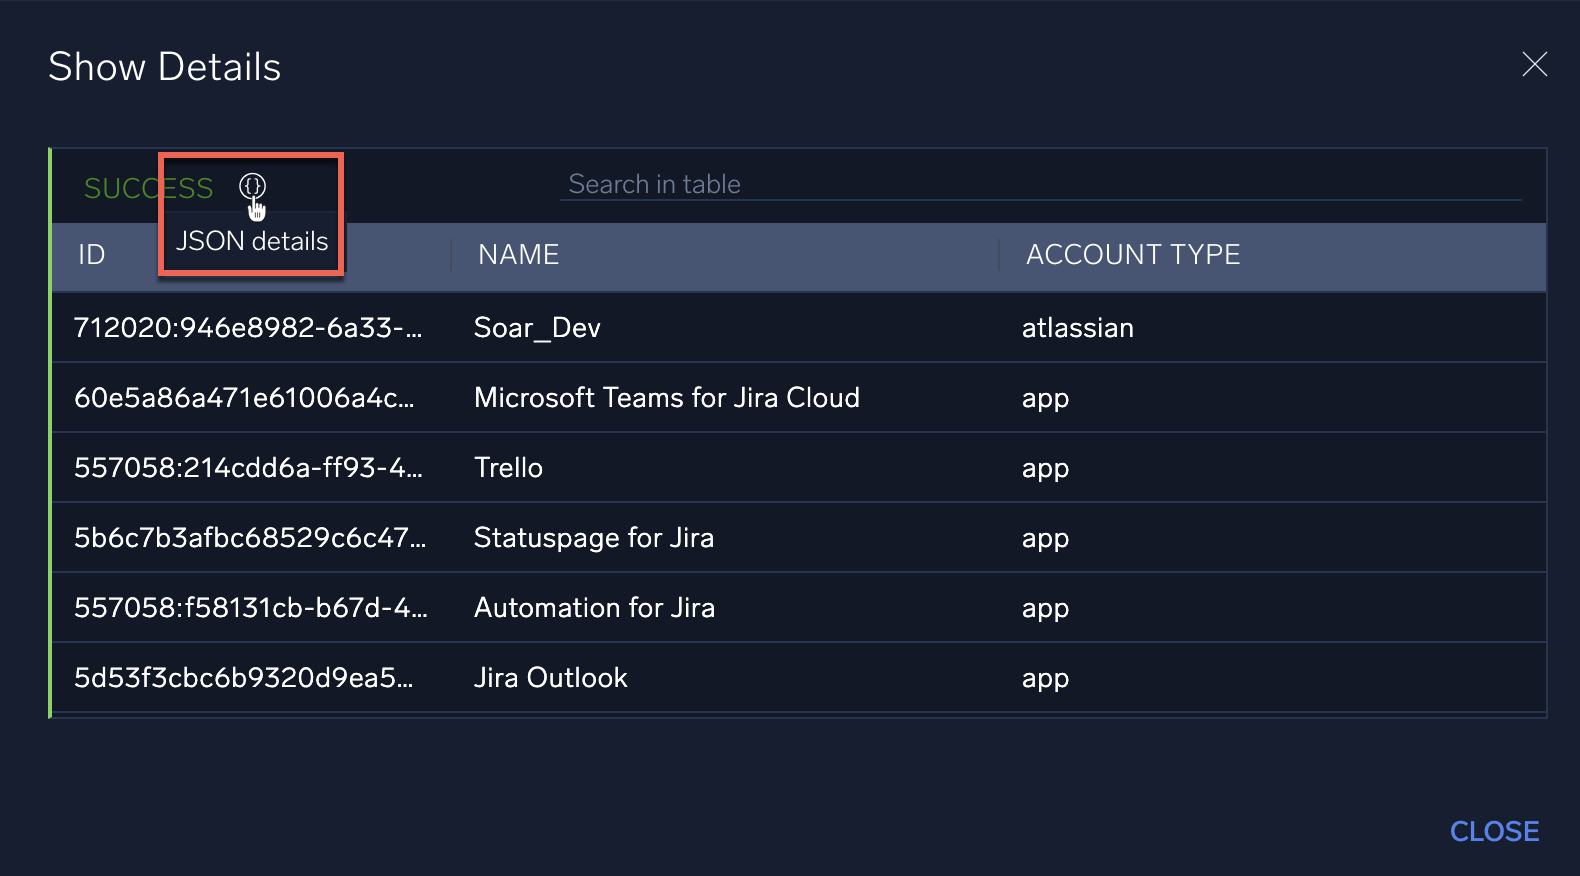 Show Details
SUCCESS {} Search in table
JSON details
ID NAME ACCOUNT TYPE
712020:946e8982-6a33-... Soar_Dev atlassian
60e5a86a471e61006a4c... Microsoft Teams for Jira Cloud app
557058:214cdd6a-ff93-4... Trello app
5b6c7b3afbc68529c6c47... Statuspage for Jira app
557058:f58131cb-b67d-4... Automation for Jira app
5d53f3cbc6b9320d9ea5... Jira Outlook app
CLOSE